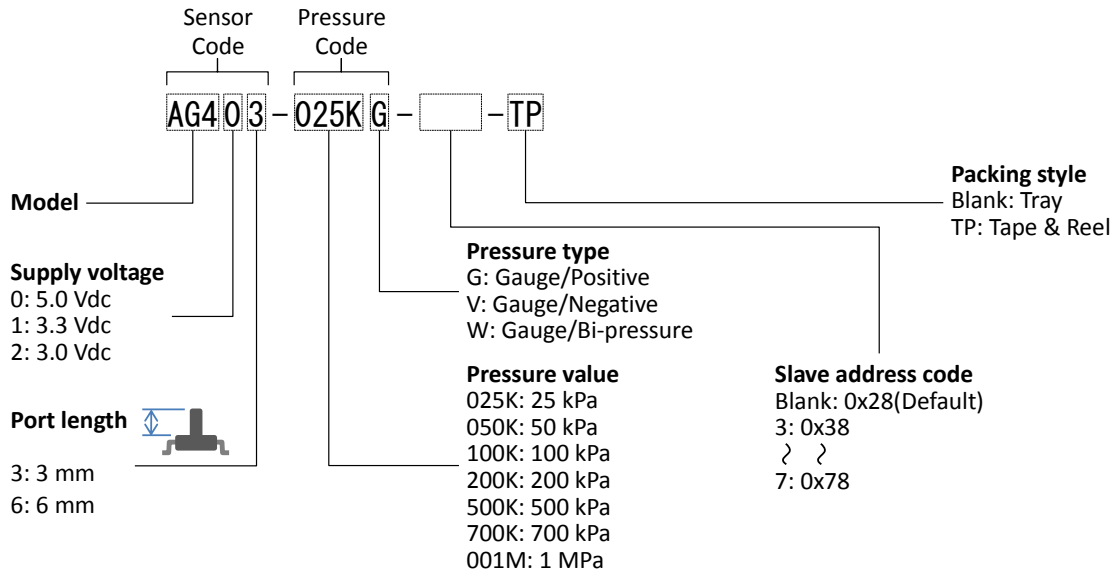 Sensor Code
Pressure Code
AG403-025KG- -TP
Model
Supply voltage
0: 5.0 Vdc
1: 3.3 Vdc
2: 3.0 Vdc
Port length
3: 3 mm
6: 6 mm
Pressure type
G: Gauge/Positive
V: Gauge/Negative
W: Gauge/Bi-pressure
Pressure value
025K: 25 kPa
050K: 50 kPa
100K: 100 kPa
200K: 200 kPa
500K: 500 kPa
700K: 700 kPa
001M: 1 MPa
Slave address code
Blank: 0x28(Default)
3: 0x38
~ ~
7: 0x78
Packing style
Blank: Tray
TP: Tape & Reel